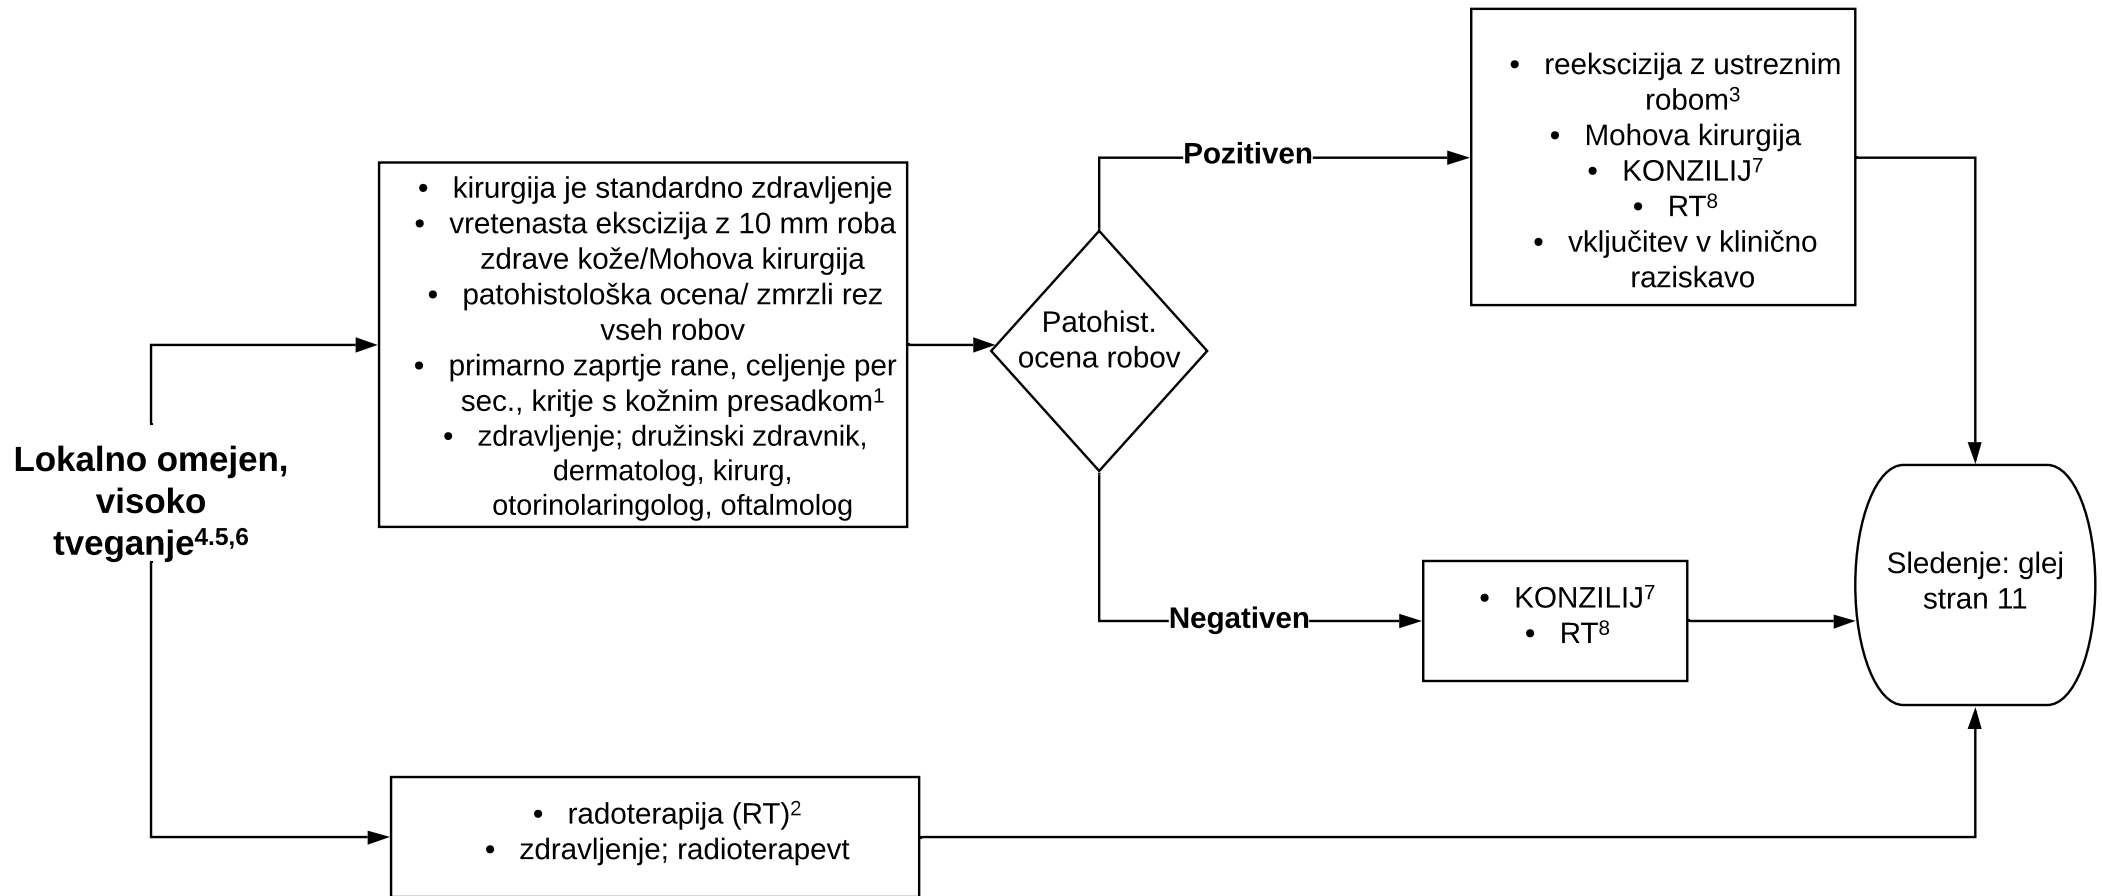 Lokalno omejen,
visoko
tveganje4.5,6
• kirurgija je standardno zdravljenje
• vretenasta ekscizija z 10 mm roba
zdrave kože/Mohova kirurgija
• patohistološka ocena/ zmrzli rez
vseh robov
• primarno zaprtje rane, celjenje per
sec., kritje s kožnim presadkom1
• zdravljenje; družinski zdravnik,
dermatolog, kirurg,
otorinolaringolog, oftalmolog
Patohist.
ocena robov
Pozitiven
• reekscizija z ustreznim
robom3
• Mohova kirurgija
• KONZILIJ7
• RT8
• vključitev v klinično
raziskavo
Negativen
• KONZILIJ7
• RT8
Sledenje: glej
stran 11
• radoterapija (RT)2
• zdravljenje; radioterapevt